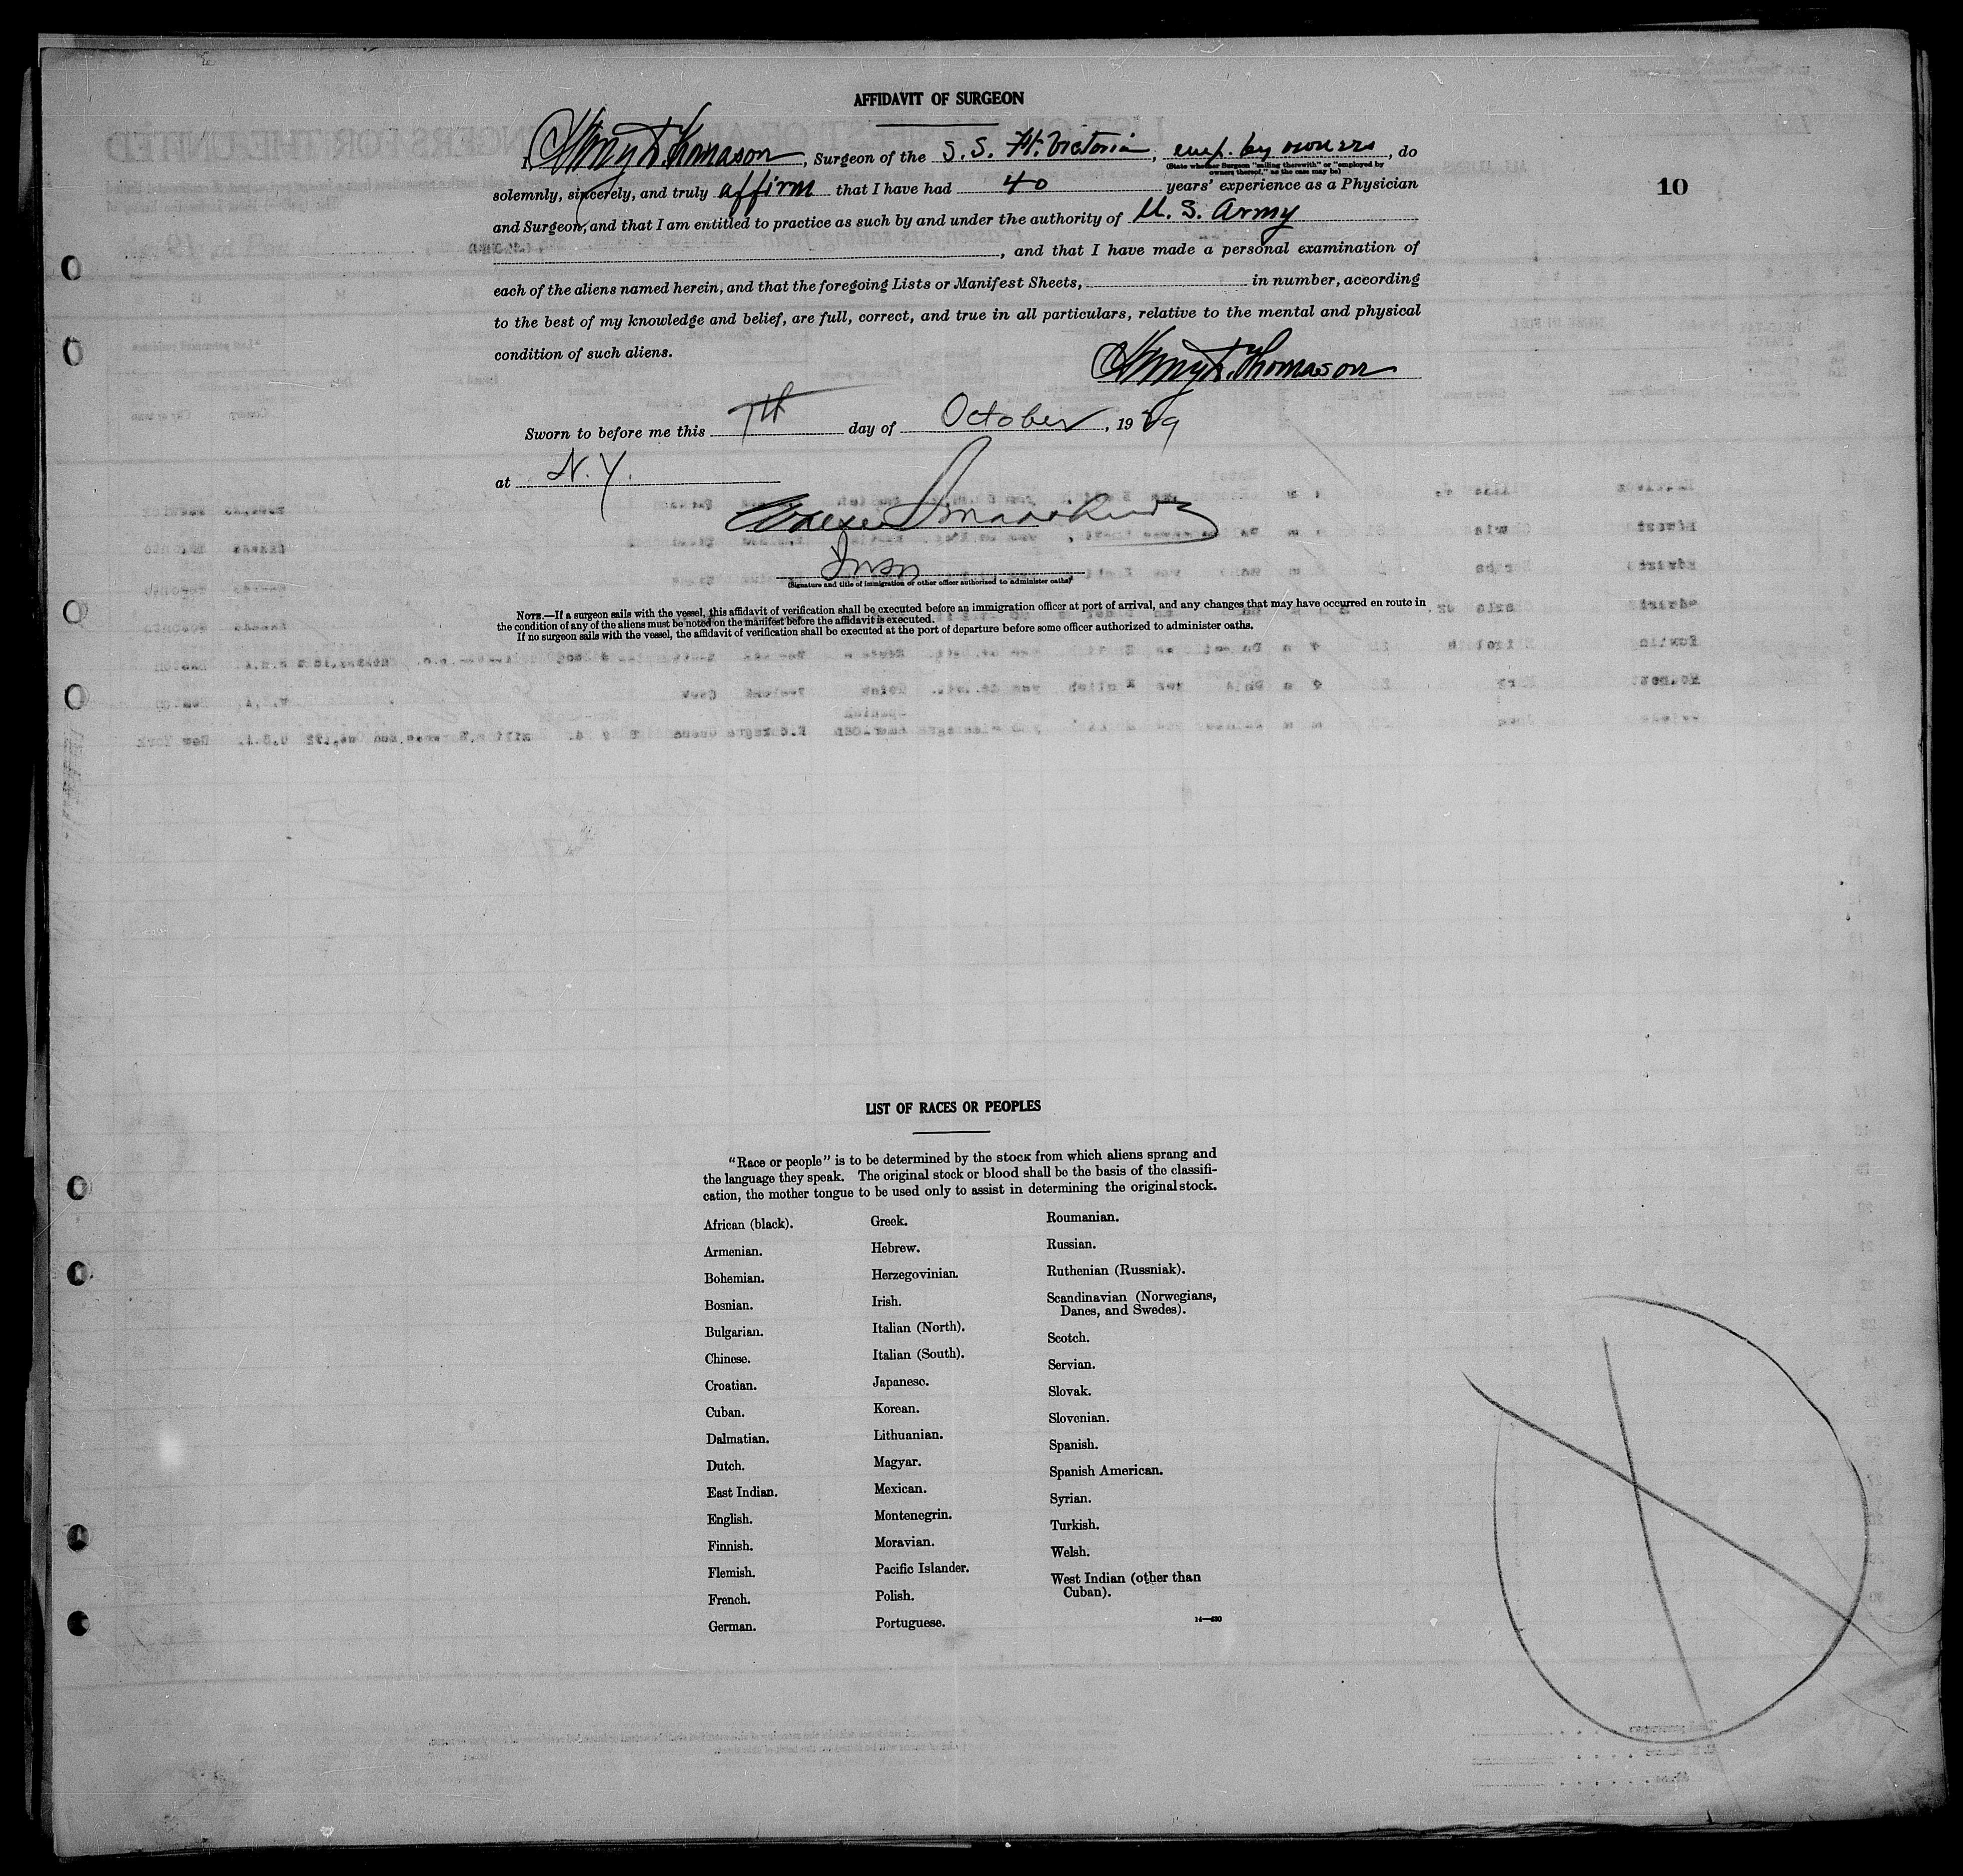 AFFIDAVIT OF SURGEON
I, Henry D. Thomason, Surgeon of the S.S. Ft. Victoria, emp. by owners, do
(State whether Surgeon "sailing therewith" or "employed by
owners thereof," as the case may be)
solemnly, sincerely, and truly affirm that I have had 40 years' experience as a Physician
10
and Surgeon, and that I am entitled to practice as such by and under the authority of U. S. Army
, and that I have made a personal examination of
each of the aliens named herein, and that the foregoing Lists or Manifest Sheets, in number, according
to the best of my knowledge and belief, are full, correct, and true in all particulars, relative to the mental and physical
condition of such aliens.
Henry D. Thomason
Sworn to before me this 7th day of October, 1929
at N. Y.
Insp
(Signature and title of immigration or other officer authorized to administer oaths)
NOTE.—If a surgeon sails with the vessel, this affidavit of verification shall be executed before an immigration officer at port of arrival, and any changes that may have occurred en route in
the condition of any of the aliens must be noted on the manifest before the affidavit is executed.
If no surgeon sails with the vessel, the affidavit of verification shall be executed at the port of departure before some officer authorized to administer oaths.
LIST OF RACES OR PEOPLES
"Race or people" is to be determined by the stock from which aliens sprang and
the language they speak. The original stock or blood shall be the basis of the classifi-
cation, the mother tongue to be used only to assist in determining the original stock.
African (black).
Armenian.
Bohemian.
Bosnian.
Bulgarian.
Chinese.
Croatian.
Cuban.
Dalmatian.
Dutch.
East Indian.
English.
Finnish.
Flemish.
French.
German.
Greek.
Hebrew.
Herzegovinian.
Irish.
Italian (North).
Italian (South).
Japanese.
Korean.
Lithuanian.
Magyar.
Mexican.
Montenegrin.
Moravian.
Pacific Islander.
Polish.
Portuguese.
Roumanian.
Russian.
Ruthenian (Russniak).
Scandinavian (Norwegians,
Danes, and Swedes).
Scotch.
Servian.
Slovak.
Slovenian.
Spanish.
Spanish American.
Syrian.
Turkish.
Welsh.
West Indian (other than
Cuban).